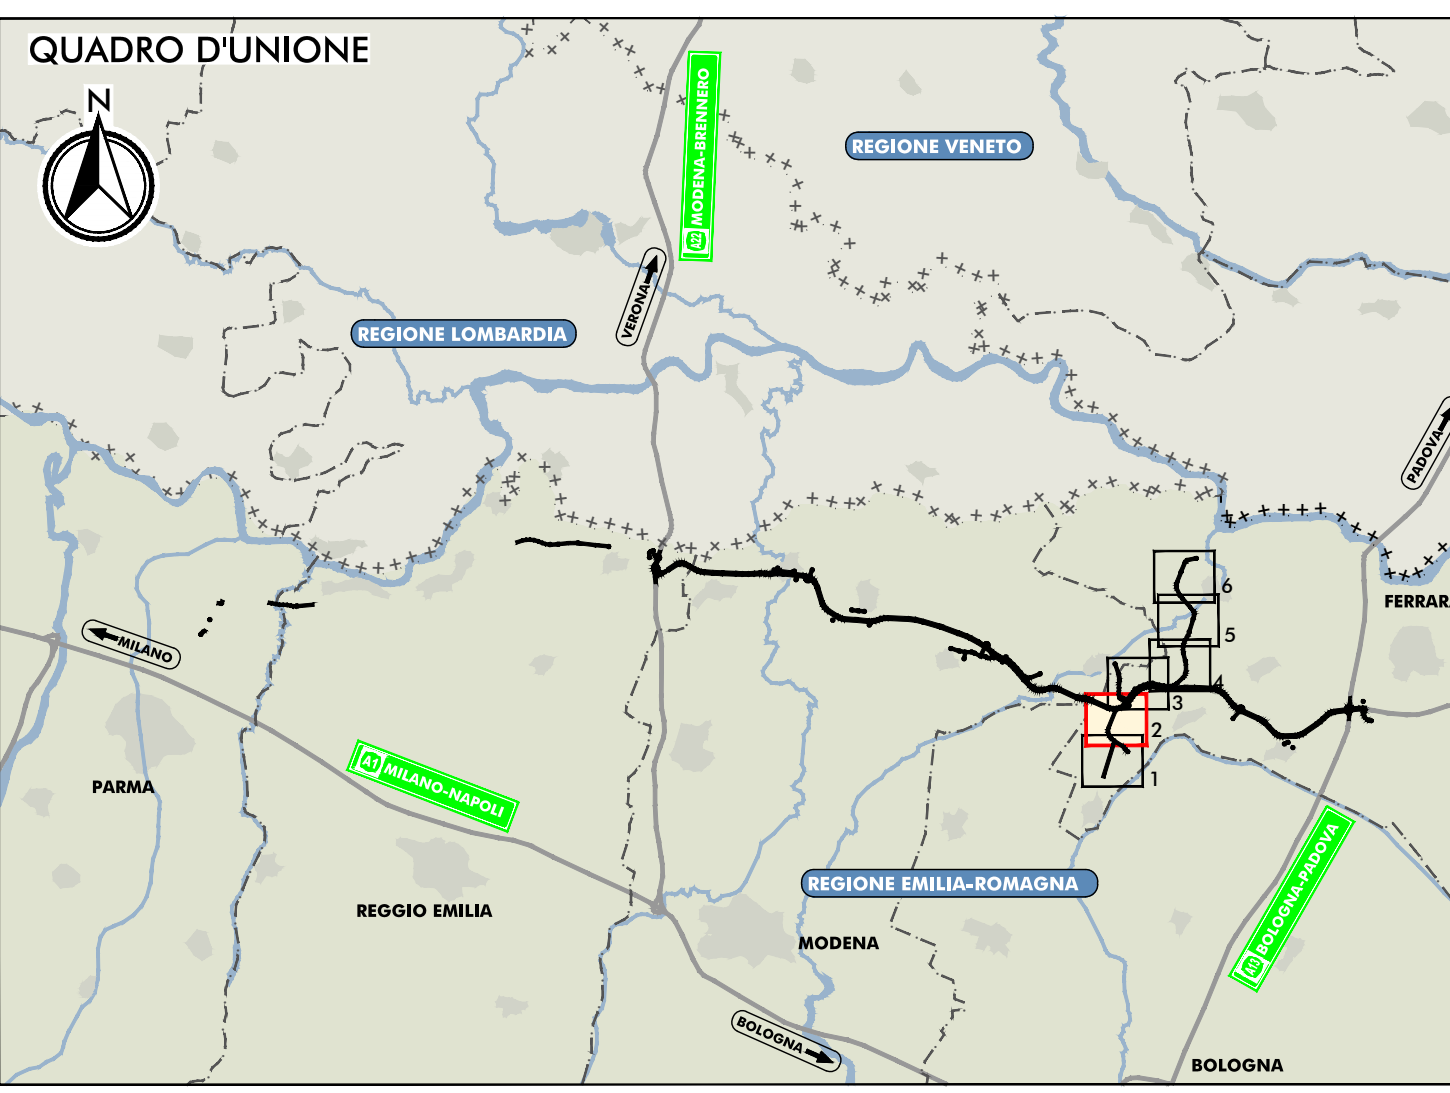 QUADRO D'UNIONE
N
A22 MODENA-BRENNERO
REGIONE VENETO
VERONA
REGIONE LOMBARDIA
PADOVA
6
FERRAR
5
MILANO
4
3
2
A1 MILANO-NAPOLI
1
PARMA
A13 BOLOGNA-PADOVA
REGIONE EMILIA-ROMAGNA
REGGIO EMILIA
MODENA
BOLOGNA
BOLOGNA